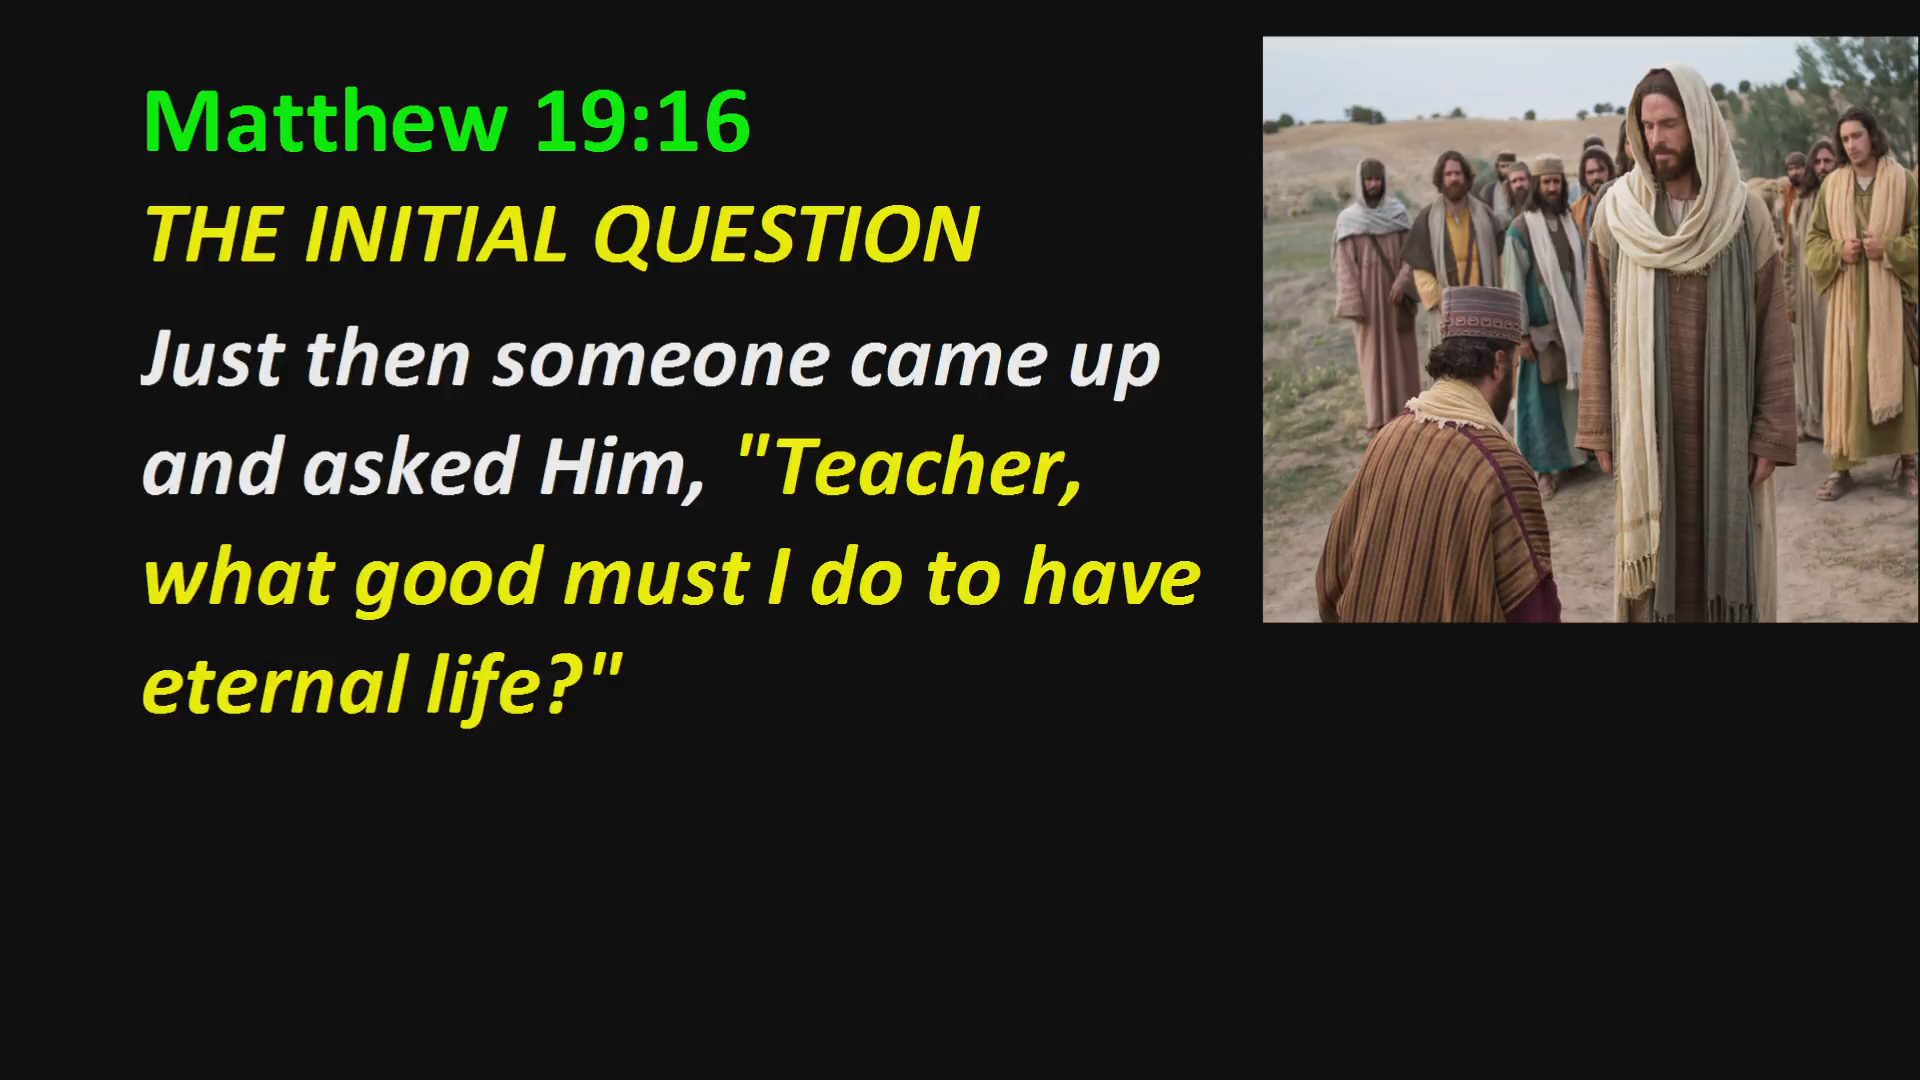 Matthew 19:16
THE INITIAL QUESTION
Just then someone came up
and asked Him, "Teacher,
what good must I do to have
eternal life?"